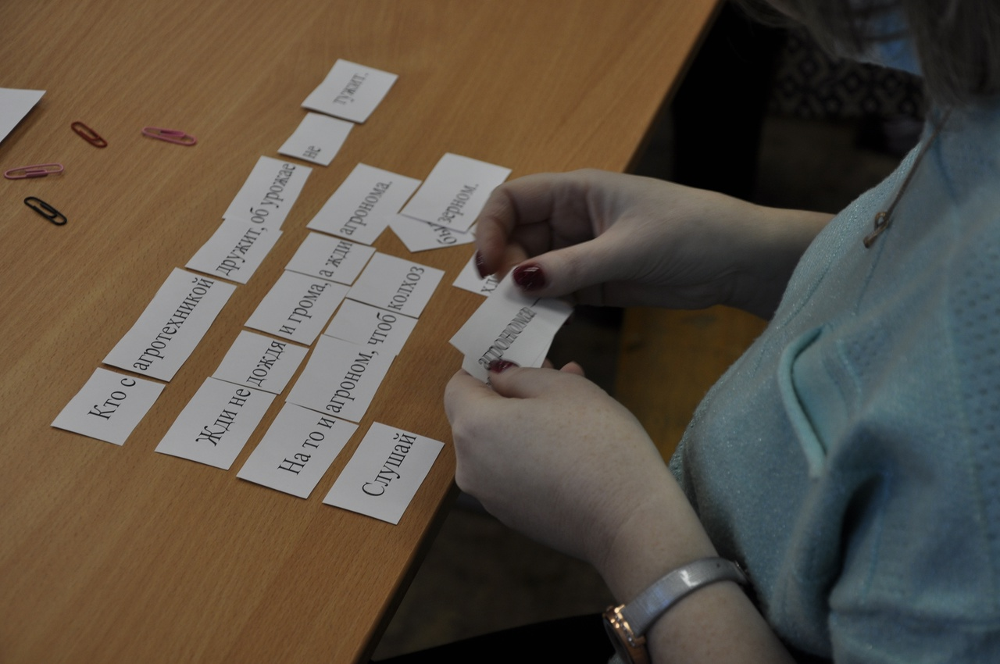 Кто с агротехникой дружит, об урожае не тужит.
Жди не дождя и грома, а жди агронома.
На то и агроном, чтоб колхоз зерном.
Слушай